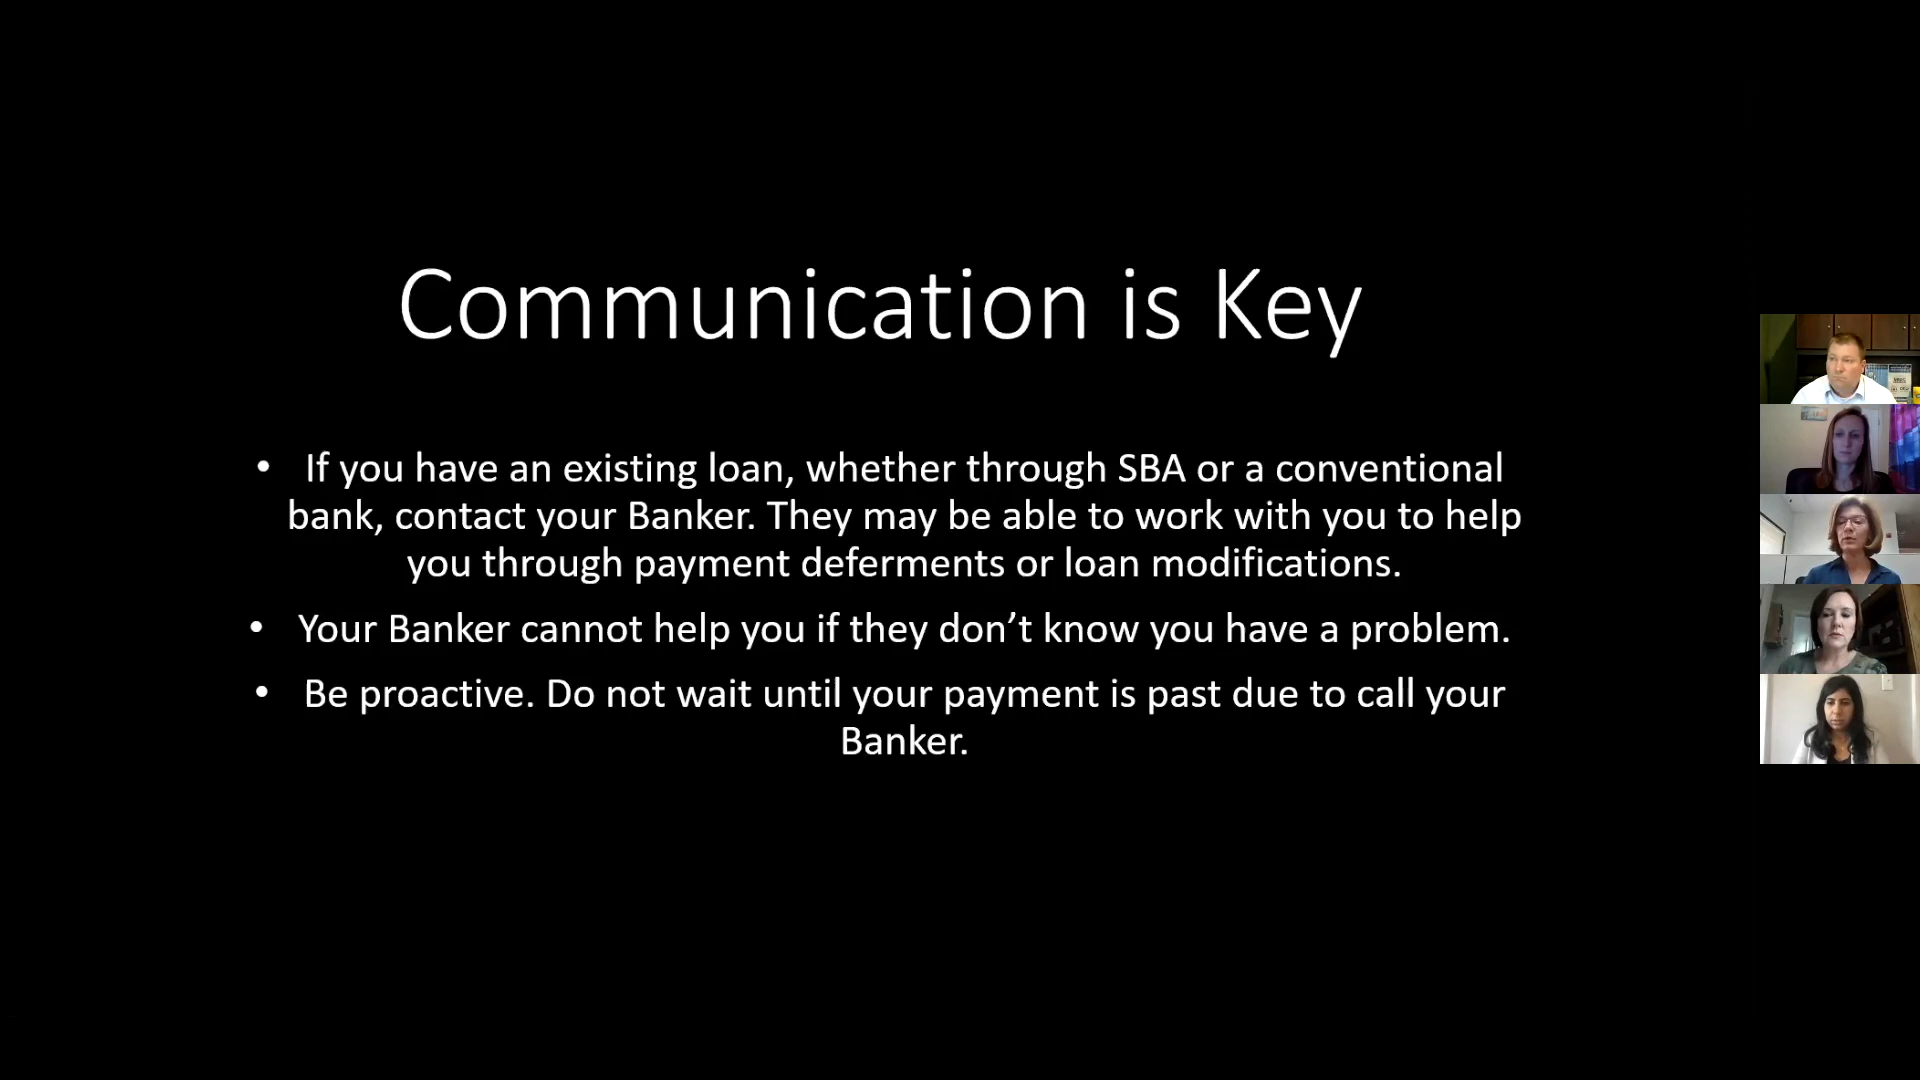 Communication is Key
• If you have an existing loan, whether through SBA or a conventional
bank, contact your Banker. They may be able to work with you to help
you through payment deferments or loan modifications.
• Your Banker cannot help you if they don’t know you have a problem.
• Be proactive. Do not wait until your payment is past due to call your
Banker.